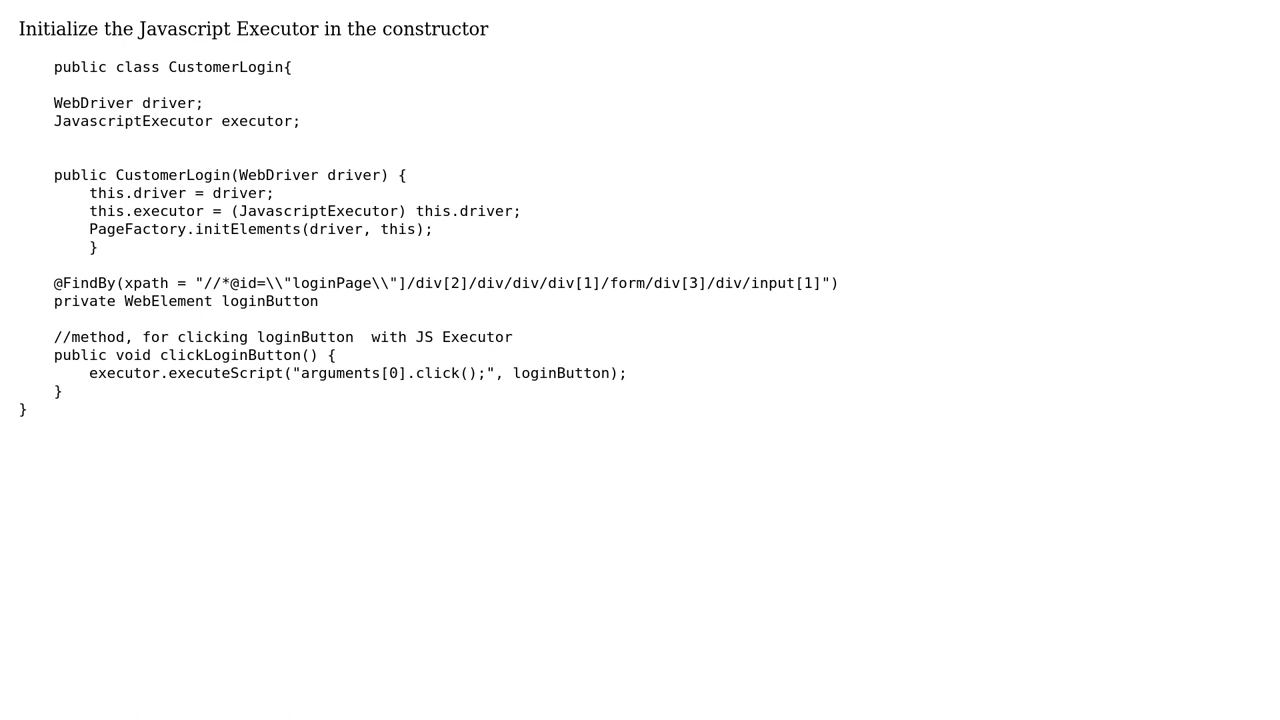 Initialize the Javascript Executor in the constructor
public class CustomerLogin{
WebDriver driver;
JavascriptExecutor executor;
public CustomerLogin(WebDriver driver) {
this.driver = driver;
this.executor = (JavascriptExecutor) this.driver;
PageFactory.initElements(driver, this);
}
@FindBy(xpath = "//*@id=\\"loginPage\\"]/div[2]/div/div/div[1]/form/div[3]/div/input[1]")
private WebElement loginButton
//method, for clicking loginButton  with JS Executor
public void clickLoginButton() {
executor.executeScript("arguments[0].click();", loginButton);
}
}